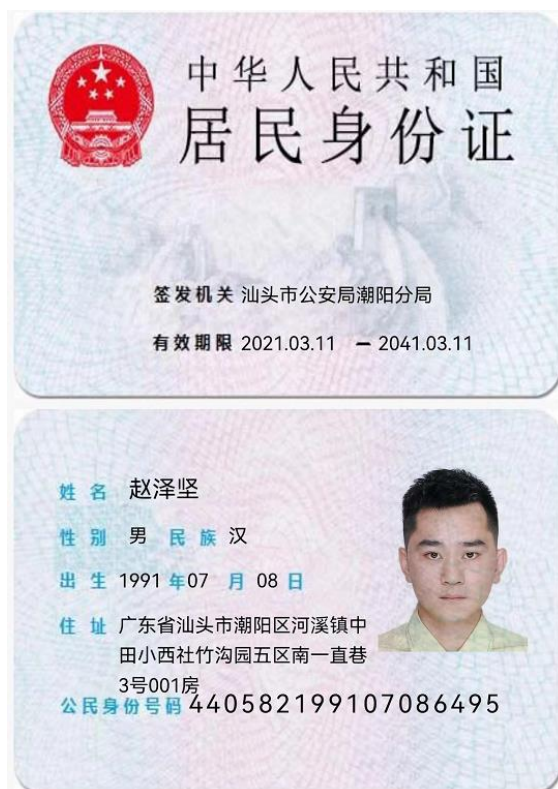 中华人民共和国
居民身份证
签发机关 汕头市公安局潮阳分局
有效期限 2021.03.11 － 2041.03.11
姓名 赵泽坚
性别 男 民族 汉
出生 1991 年07 月 08 日
住址 广东省汕头市潮阳区河溪镇中
田小西社竹沟园五区南一直巷
3号001房
公民身份号码 440582199107086495